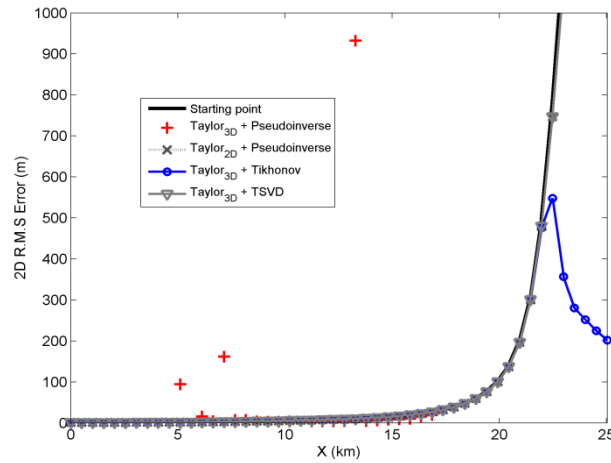 1000
900
800
700
600
500
400
300
200
100
0
2D R.M.S Error (m)
Starting point
Taylor3D + Pseudoinverse
Taylor2D + Pseudoinverse
Taylor3D + Tikhonov
Taylor3D + TSVD
0 5 10 15 20 25
X (km)